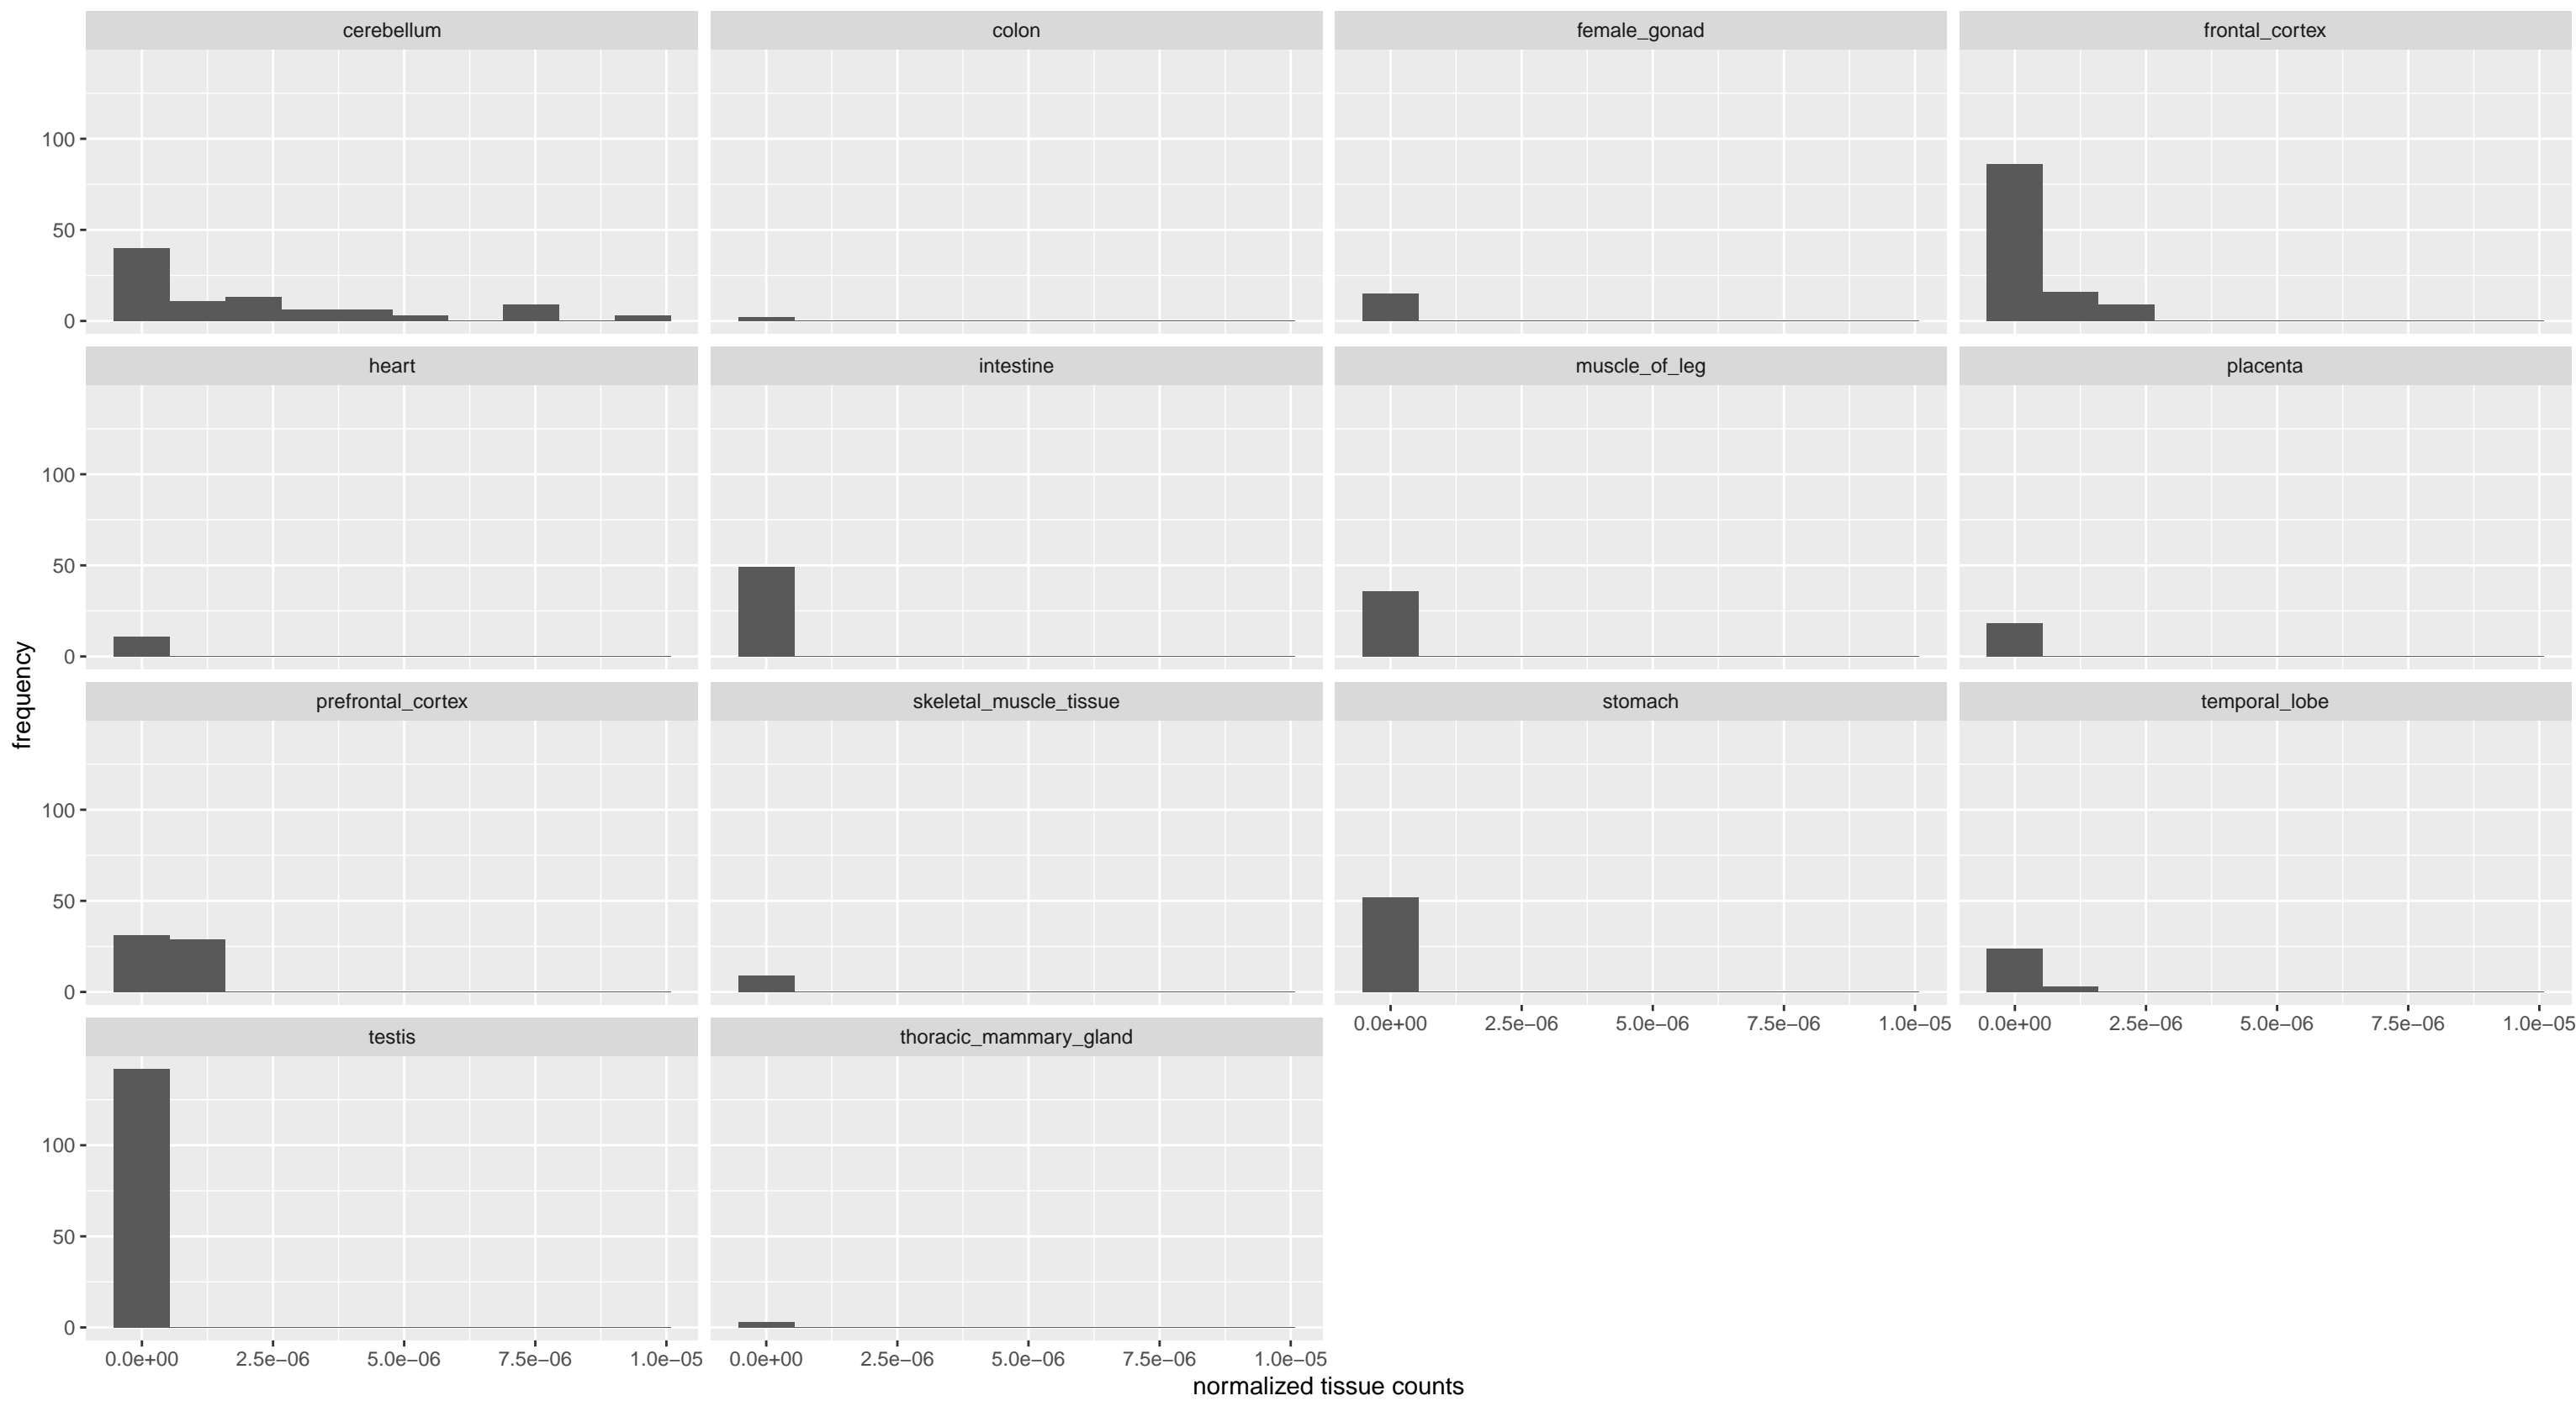 cerebellum colon female_gonad frontal_cortex
100
50
0
heart intestine muscle_of_leg placenta
100
50
0
frequency
prefrontal_cortex skeletal_muscle_tissue stomach temporal_lobe
100
50
0
0.0e+00 2.5e−06 5.0e−06 7.5e−06 1.0e−05 0.0e+00 2.5e−06 5.0e−06 7.5e−06 1.0e−05
testis thoracic_mammary_gland
100
50
0
0.0e+00 2.5e−06 5.0e−06 7.5e−06 1.0e−05 0.0e+00 2.5e−06 5.0e−06 7.5e−06 1.0e−05
normalized tissue counts